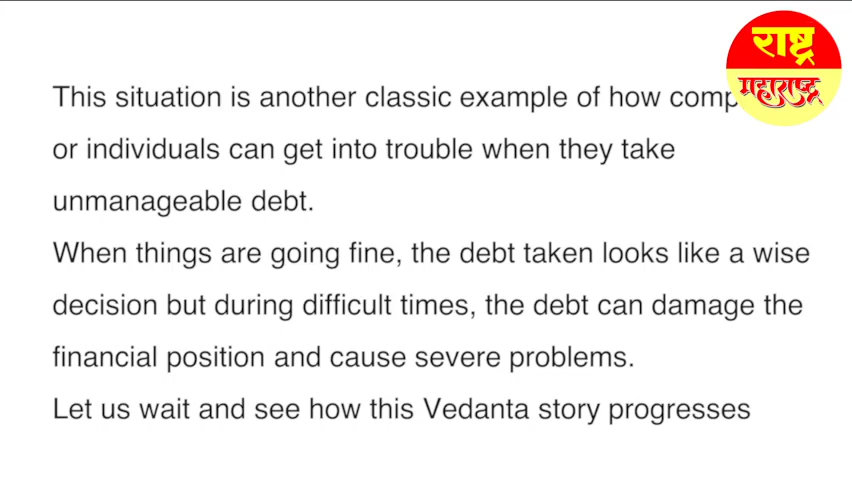 राष्ट्र
महाराष्ट्र
This situation is another classic example of how
or individuals can get into trouble when they take
unmanageable debt.
When things are going fine, the debt taken looks like a wise
decision but during difficult times, the debt can damage the
financial position and cause severe problems.
Let us wait and see how this Vedanta story progresses